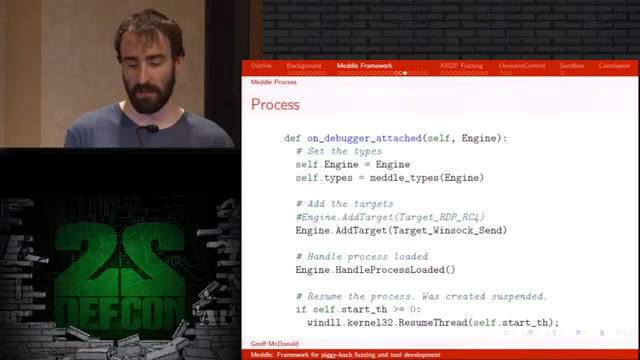 Outline Background Meddle Framework XRDP Fuzzing DeviceIoControl Sandbox Conclusion
Meddle Process
Process
def on_debugger_attached(self, Engine):
# Set the types
self.Engine = Engine
self.types = meddle_types(Engine)
# Add the targets
#Engine.AddTarget(Target_RDP_RC4)
Engine.AddTarget(Target_Winsock_Send)
# Handle process loaded
Engine.HandleProcessLoaded()
# Resume the process. Was created suspended.
if self.start_th >= 0:
windll.kernel32.ResumeThread(self.start_th);
Geoff McDonald
Meddle: Framework for piggy-back fuzzing and tool development
22
DEFCON